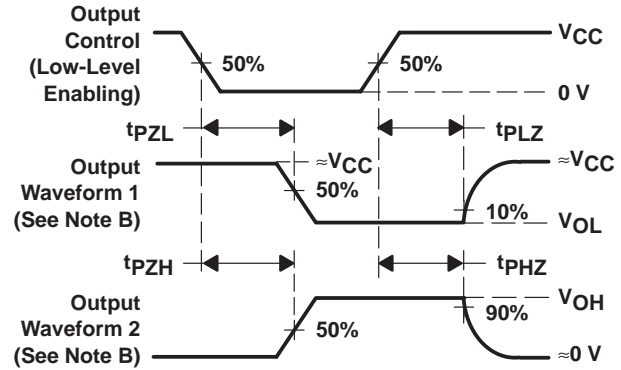 Output
Control
(Low-Level
Enabling)
50%
50%
VCC
0 V
tPZL
tPLZ
Output
Waveform 1
(See Note B)
≈VCC
50%
10%
≈VCC
VOL
tPZH
tPHZ
Output
Waveform 2
(See Note B)
50%
90%
VOH
≈0 V